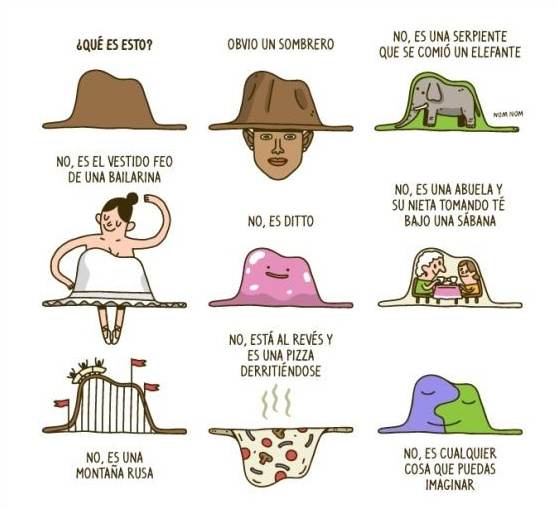 ¿QUÉ ES ESTO?
OBVIO UN SOMBRERO
NO, ES UNA SERPIENTE
QUE SE COMIÓ UN ELEFANTE
NOM NOM
NO, ES EL VESTIDO FEO
DE UNA BAILARINA
NO, ES DITTO
NO, ES UNA ABUELA Y
SU NIETA TOMANDO TÉ
BAJO UNA SÁBANA
NO, ES UNA
MONTAÑA RUSA
NO, ESTÁ AL REVÉS Y
ES UNA PIZZA
DERRITIÉNDOSE
NO, ES CUALQUIER
COSA QUE PUEDAS
IMAGINAR